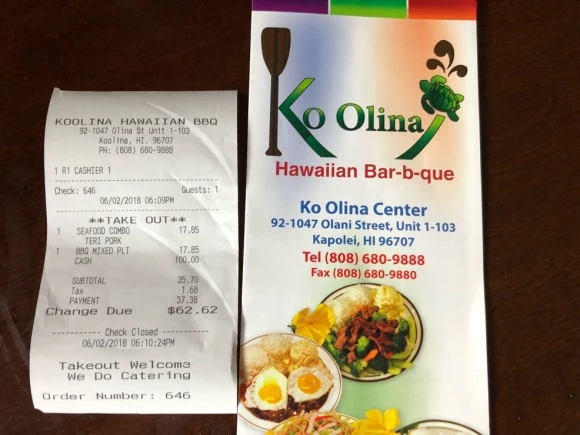 KOOLINA HAWAIIAN BBQ
92-1047 Olina St Unit 1-103
Koolina, HI. 96707
PH: (808) 680-9888
1 R1 CASHIER 1
Check: 646 Guests: 1
06/02/2018 06:09PM
**TAKE OUT**
1 SEAFOOD COMBO 17.85
TERI PORK
1 BBQ MIXED PLT 17.85
CASH 100.00
SUBTOTAL 35.70
Tax 1.68
PAYMENT 37.38
Change Due $62.62
Check Closed
06/02/2018 06:10:24PM
Takeout Welcome
We Do Catering
Order Number: 646
Ko Olina
Hawaiian Bar-b-que
Ko Olina Center
92-1047 Olani Street, Unit 1-103
Kapolei, HI 96707
Tel (808) 680-9888
Fax (808) 680-9880